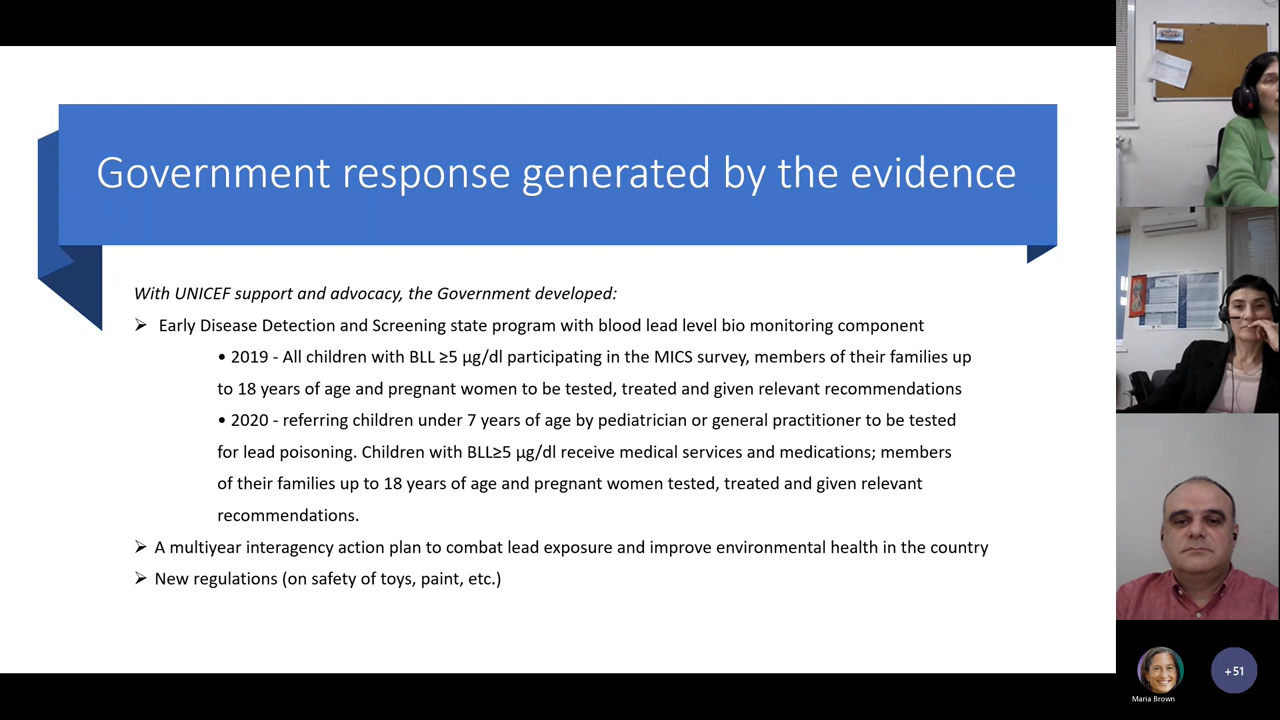 Government response generated by the evidence
With UNICEF support and advocacy, the Government developed:
➢ Early Disease Detection and Screening state program with blood lead level bio monitoring component
• 2019 - All children with BLL ≥5 µg/dl participating in the MICS survey, members of their families up
to 18 years of age and pregnant women to be tested, treated and given relevant recommendations
• 2020 - referring children under 7 years of age by pediatrician or general practitioner to be tested
for lead poisoning. Children with BLL≥5 µg/dl receive medical services and medications; members
of their families up to 18 years of age and pregnant women tested, treated and given relevant
recommendations.
➢ A multiyear interagency action plan to combat lead exposure and improve environmental health in the country
➢ New regulations (on safety of toys, paint, etc.)
Maria Brown
+51